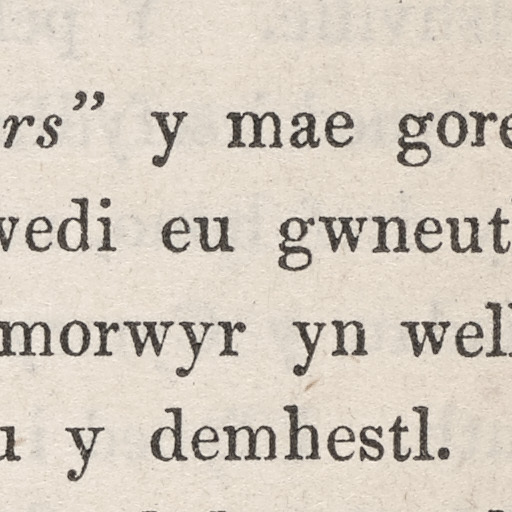 rs” y mae gore
wedi eu gwneut
morwyr yn well
u y demhestl.